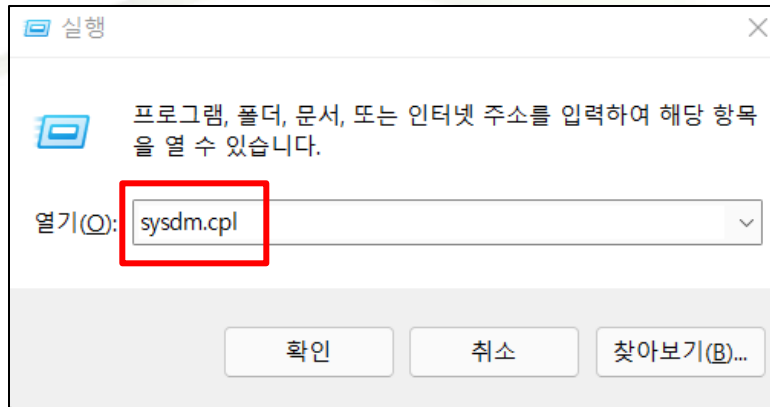 실행
프로그램, 폴더, 문서, 또는 인터넷 주소를 입력하여 해당 항목
을 열 수 있습니다.
열기(O): sysdm.cpl
확인 취소 찾아보기(B)...